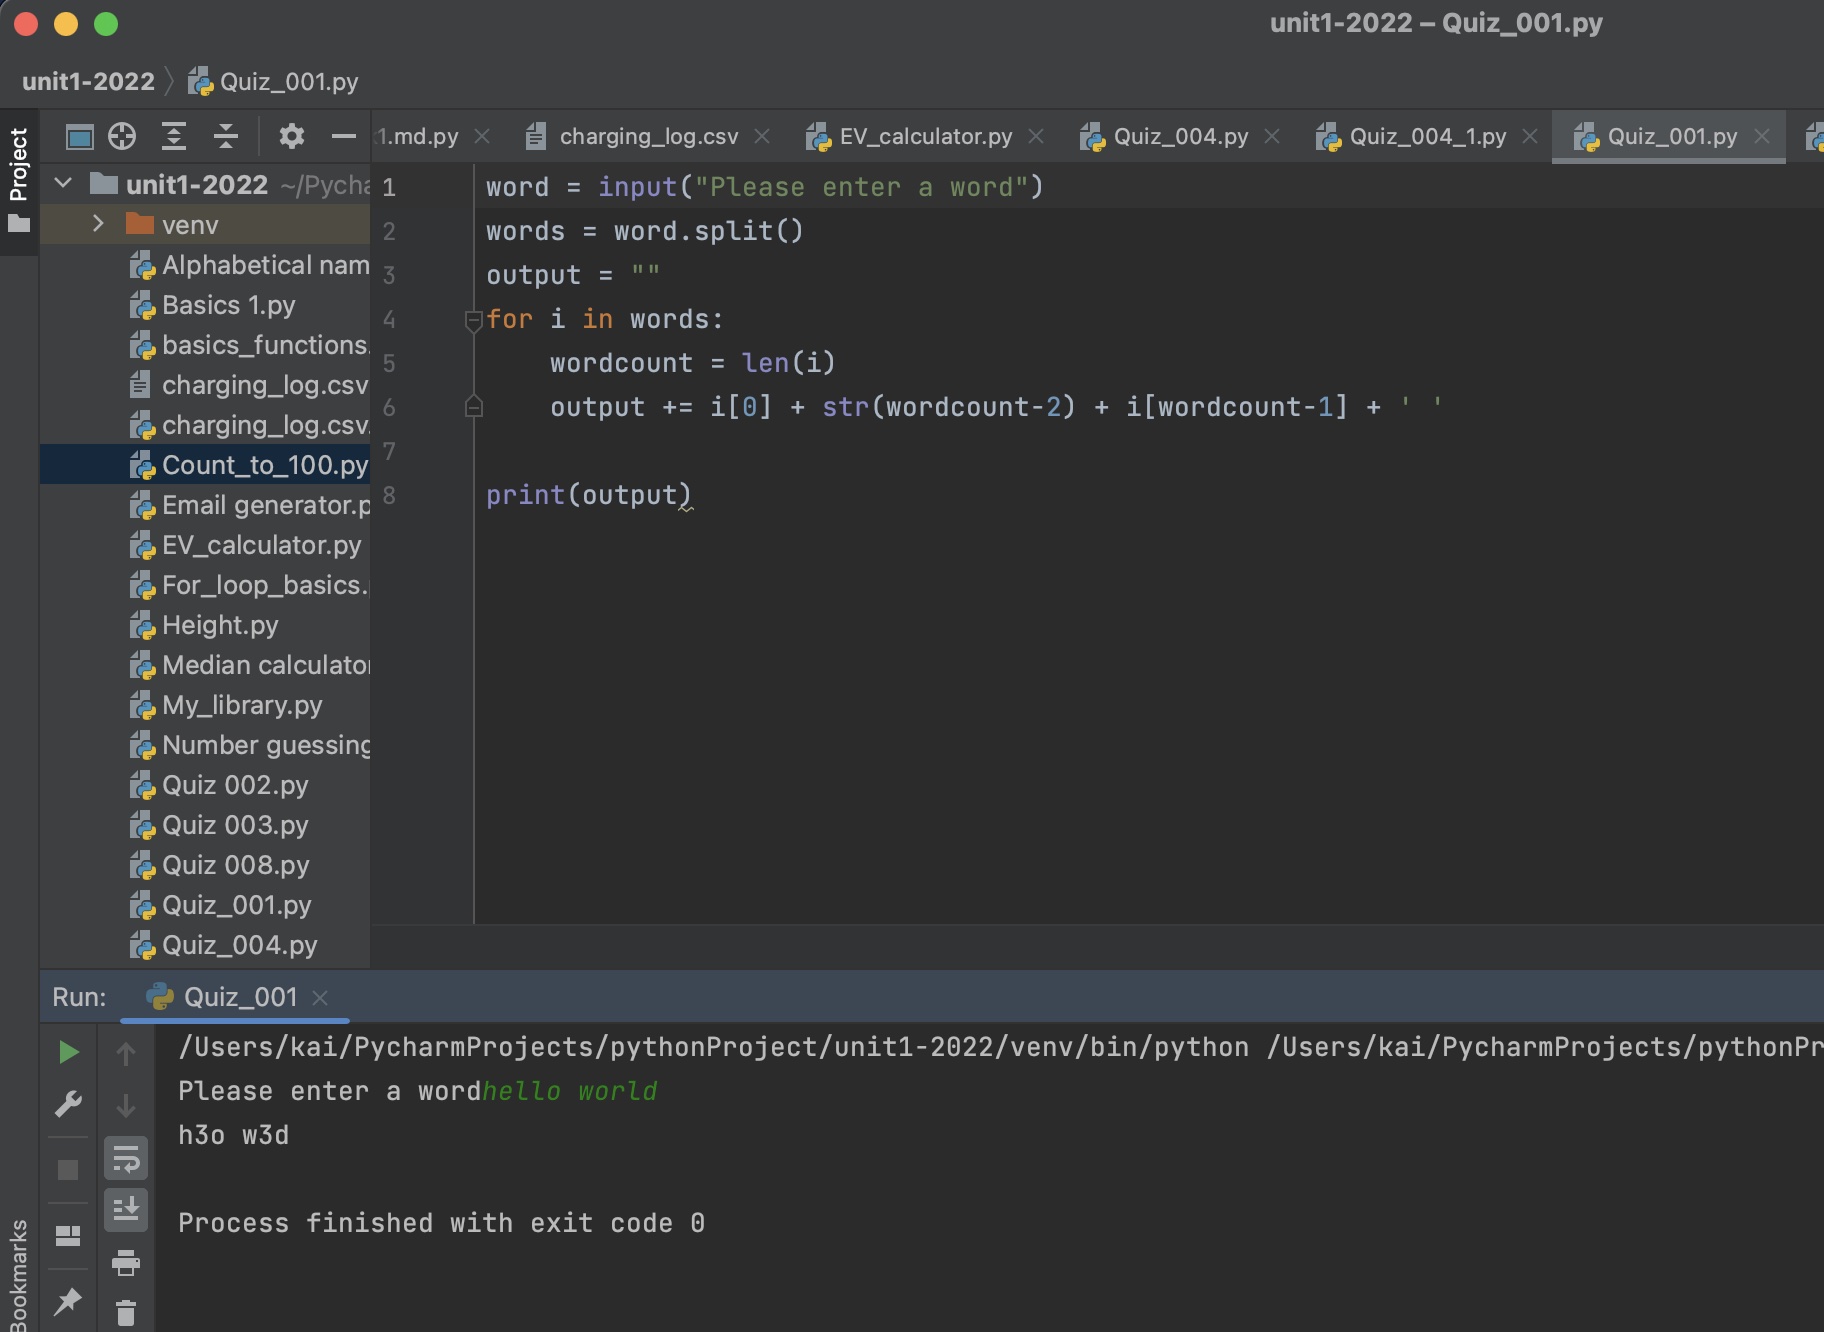 unit1-2022 – Quiz_001.py
unit1-2022 Quiz_001.py
Project
1.md.py charging_log.csv EV_calculator.py Quiz_004.py Quiz_004_1.py Quiz_001.py
unit1-2022 ~/Pycha
venv
Alphabetical nam
Basics 1.py
basics_functions.
charging_log.csv
charging_log.csv.
Count_to_100.py
Email generator.p
EV_calculator.py
For_loop_basics.
Height.py
Median calculator
My_library.py
Number guessing
Quiz 002.py
Quiz 003.py
Quiz 008.py
Quiz_001.py
Quiz_004.py
1 word = input("Please enter a word")
2 words = word.split()
3 output = ""
4 for i in words:
5     wordcount = len(i)
6     output += i[0] + str(wordcount-2) + i[wordcount-1] + ' '
7
8 print(output)
Run: Quiz_001
/Users/kai/PycharmProjects/pythonProject/unit1-2022/venv/bin/python /Users/kai/PycharmProjects/pythonPr
Please enter a wordhello world
h3o w3d
Process finished with exit code 0
Bookmarks